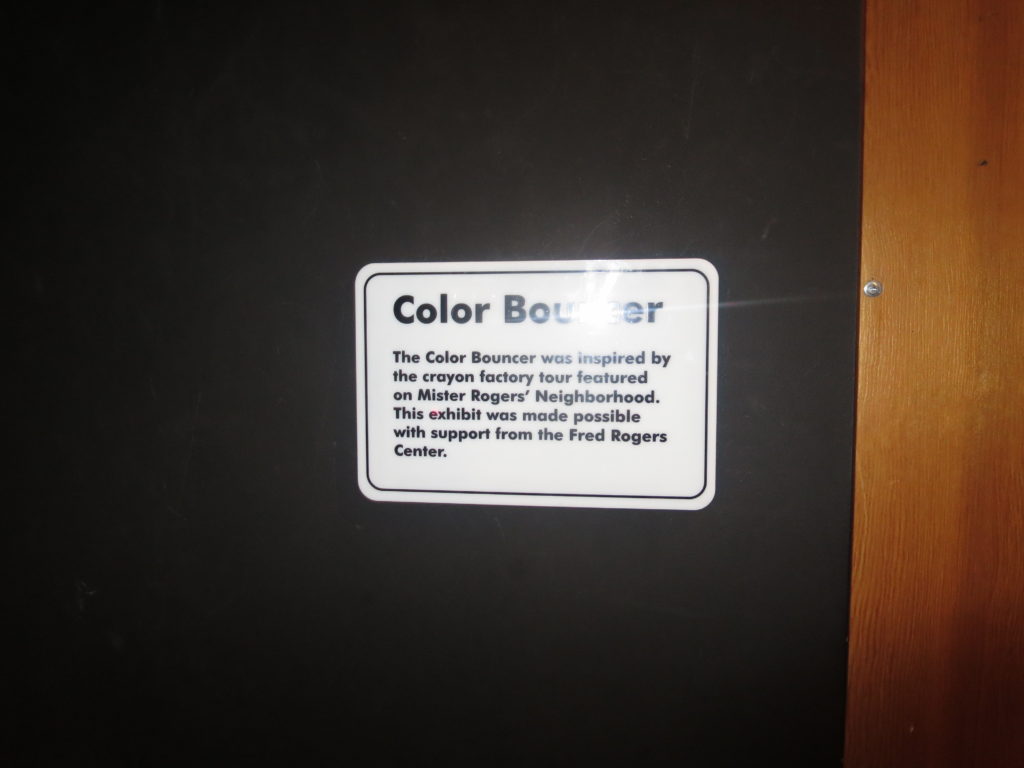 Color Bouncer
The Color Bouncer was inspired by
the crayon factory tour featured
on Mister Rogers' Neighborhood.
This exhibit was made possible
with support from the Fred Rogers
Center.